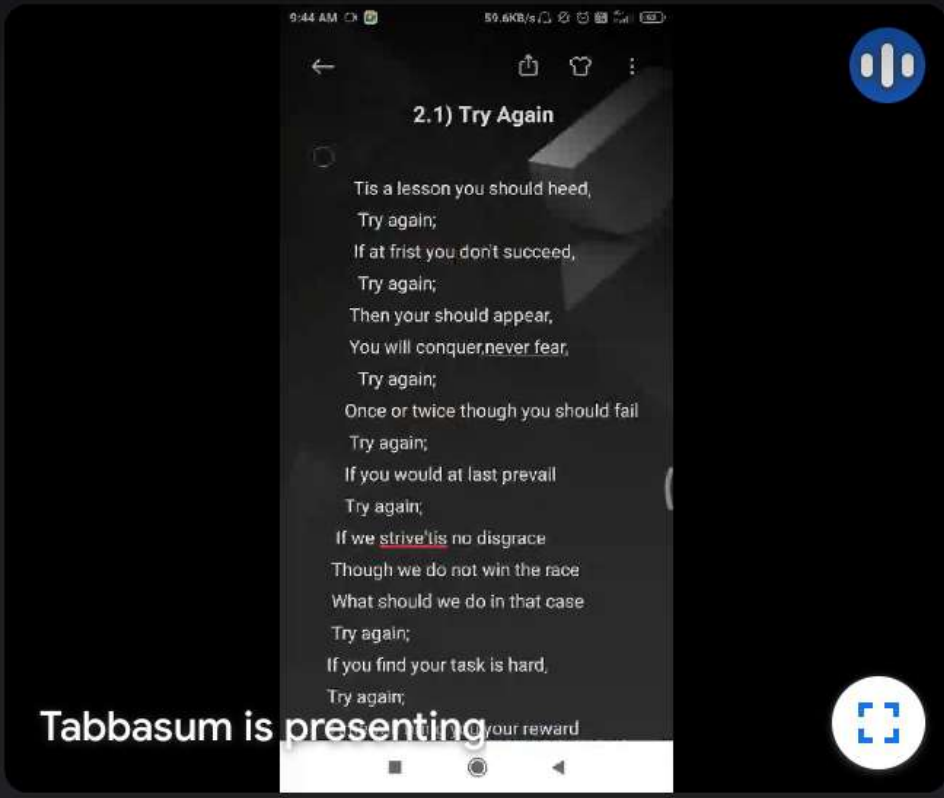 9:44 AM
59.6KB/s
2.1) Try Again
Tis a lesson you should heed,
Try again;
If at frist you don't succeed,
Try again;
Then your should appear,
You will conquer,never fear,
Try again;
Once or twice though you should fail
Try again;
If you would at last prevail
Try again;
If we strive'tis no disgrace
Though we do not win the race
What should we do in that case
Try again;
If you find your task is hard,
Try again;
your reward
Tabbasum is presenting